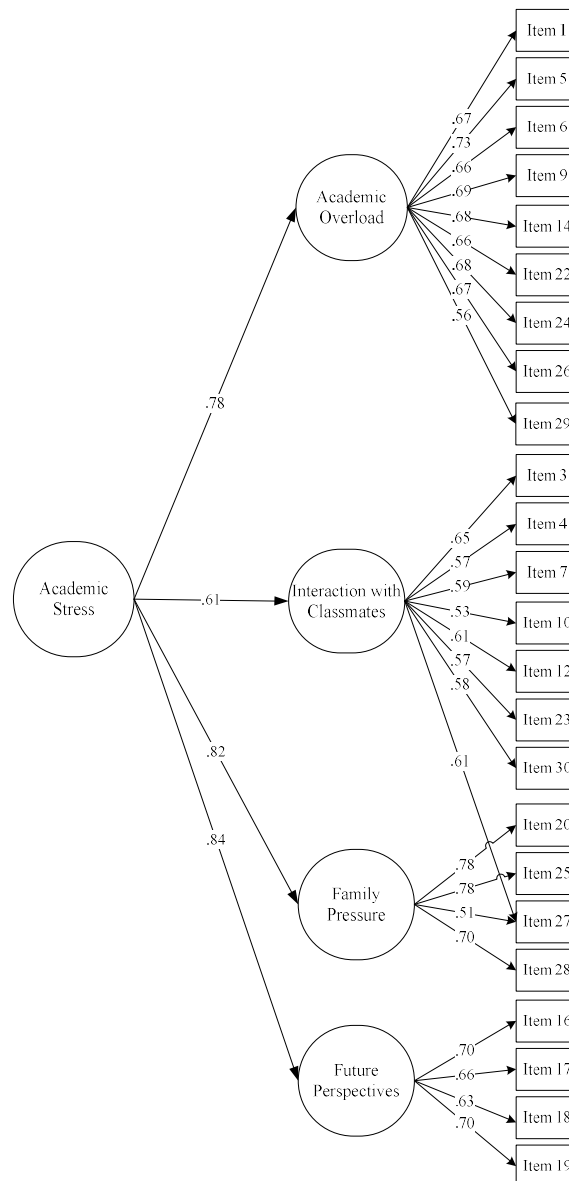 Item 1
Item 5
.67
.73
Item 6
.66
Academic
Overload
.69
Item 9
.68
Item 14
.66
Item 22
.68
.67
Item 24
.56
Item 26
.78
Item 29
Item 3
Item 4
.65
.57
Item 7
.59
Academic
Stress
.61
Interaction with
Classmates
.53
Item 10
.61
Item 12
.57
.58
Item 23
.82
.61
Item 30
.84
Item 20
.78
Item 25
.78
Family
Pressure
.51
Item 27
.70
Item 28
Item 16
.70
Item 17
.66
Future
Perspectives
.63
Item 18
.70
Item 19